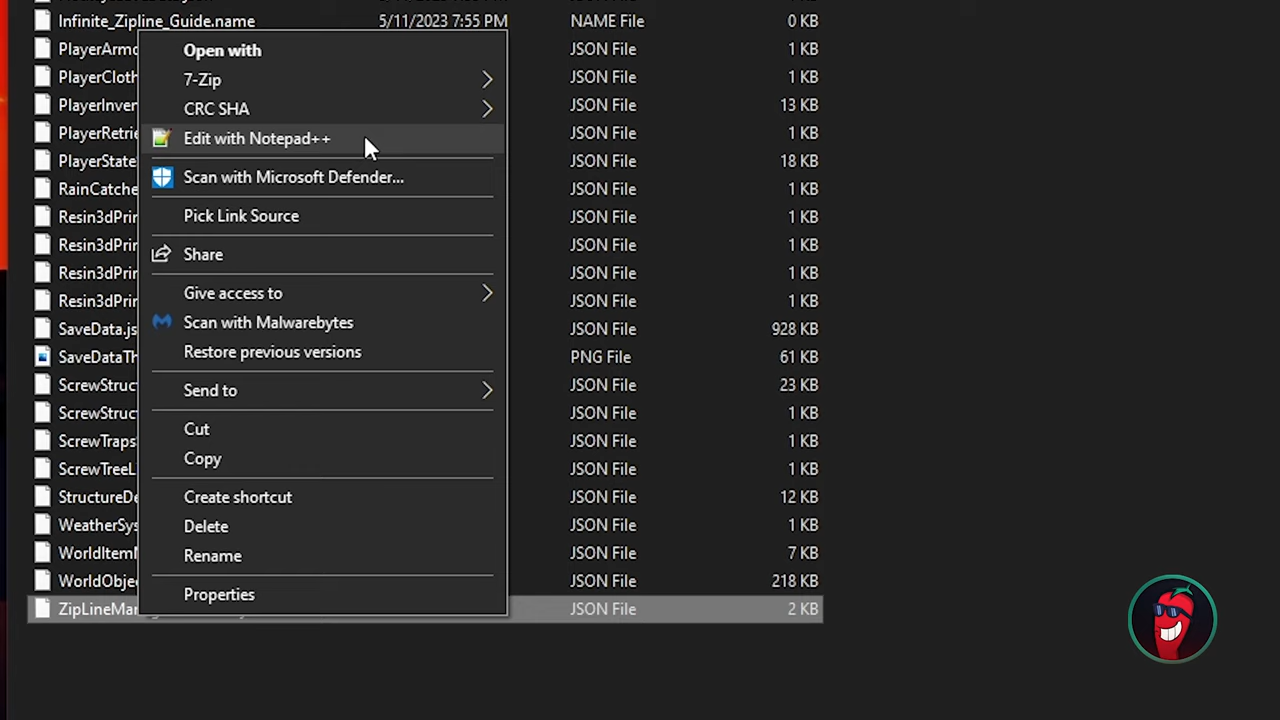 Infinite_Zipline_Guide.name 5/11/2023 7:55 PM NAME File 0 KB
PlayerArmo JSON File 1 KB
Open with
PlayerCloth JSON File 1 KB
7-Zip
PlayerInven JSON File 13 KB
CRC SHA
PlayerRetrie JSON File 1 KB
Edit with Notepad++
PlayerState JSON File 18 KB
Scan with Microsoft Defender...
RainCatche JSON File 1 KB
Resin3dPrin JSON File 1 KB
Pick Link Source
Resin3dPrin JSON File 1 KB
Share
Resin3dPrin JSON File 1 KB
Give access to
Resin3dPrin JSON File 1 KB
Scan with Malwarebytes
SaveData.js JSON File 928 KB
Restore previous versions
SaveDataTh PNG File 61 KB
ScrewStruc JSON File 23 KB
Send to
ScrewStruc JSON File 1 KB
Cut
ScrewTraps JSON File 1 KB
Copy
ScrewTreeL JSON File 1 KB
StructureDe JSON File 12 KB
Create shortcut
WeatherSys JSON File 1 KB
Delete
WorldItemM JSON File 7 KB
Rename
WorldObjec JSON File 218 KB
Properties
ZipLineMan JSON File 2 KB